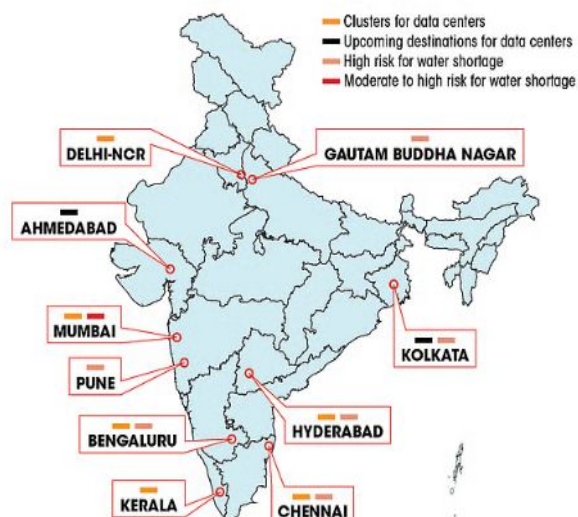 Clusters for data centers
Upcoming destinations for data centers
High risk for water shortage
Moderate to high risk for water shortage
DELHI-NCR
GAUTAM BUDDHA NAGAR
AHMEDABAD
MUMBAI
KOLKATA
PUNE
BENGALURU
HYDERABAD
KERALA
CHENNAI